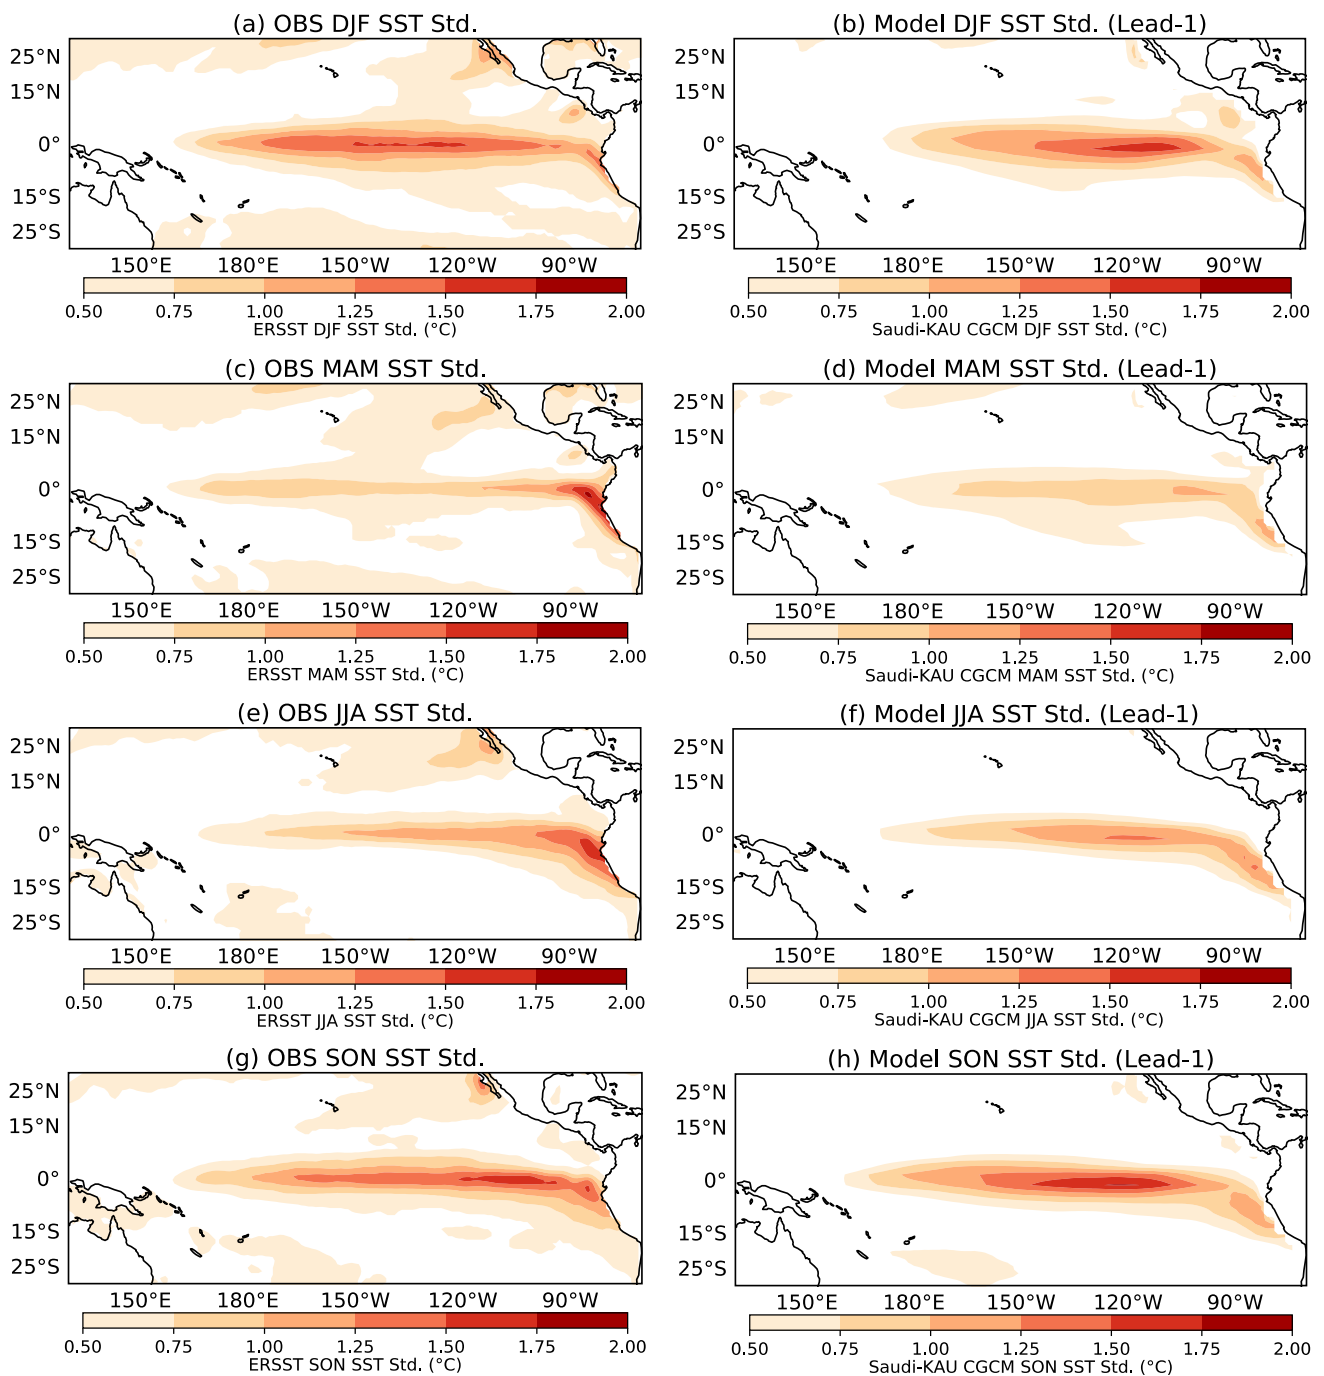 (a) OBS DJF SST Std.
25°N
15°N
0°
15°S
25°S
150°E 180°E 150°W 120°W 90°W
0.50 0.75 1.00 1.25 1.50 1.75 2.00
ERSST DJF SST Std. (°C)
(b) Model DJF SST Std. (Lead-1)
25°N
15°N
0°
15°S
25°S
150°E 180°E 150°W 120°W 90°W
0.50 0.75 1.00 1.25 1.50 1.75 2.00
Saudi-KAU CGCM DJF SST Std. (°C)
(c) OBS MAM SST Std.
25°N
15°N
0°
15°S
25°S
150°E 180°E 150°W 120°W 90°W
0.50 0.75 1.00 1.25 1.50 1.75 2.00
ERSST MAM SST Std. (°C)
(d) Model MAM SST Std. (Lead-1)
25°N
15°N
0°
15°S
25°S
150°E 180°E 150°W 120°W 90°W
0.50 0.75 1.00 1.25 1.50 1.75 2.00
Saudi-KAU CGCM MAM SST Std. (°C)
(e) OBS JJA SST Std.
25°N
15°N
0°
15°S
25°S
150°E 180°E 150°W 120°W 90°W
0.50 0.75 1.00 1.25 1.50 1.75 2.00
ERSST JJA SST Std. (°C)
(f) Model JJA SST Std. (Lead-1)
25°N
15°N
0°
15°S
25°S
150°E 180°E 150°W 120°W 90°W
0.50 0.75 1.00 1.25 1.50 1.75 2.00
Saudi-KAU CGCM JJA SST Std. (°C)
(g) OBS SON SST Std.
25°N
15°N
0°
15°S
25°S
150°E 180°E 150°W 120°W 90°W
0.50 0.75 1.00 1.25 1.50 1.75 2.00
ERSST SON SST Std. (°C)
(h) Model SON SST Std. (Lead-1)
25°N
15°N
0°
15°S
25°S
150°E 180°E 150°W 120°W 90°W
0.50 0.75 1.00 1.25 1.50 1.75 2.00
Saudi-KAU CGCM SON SST Std. (°C)